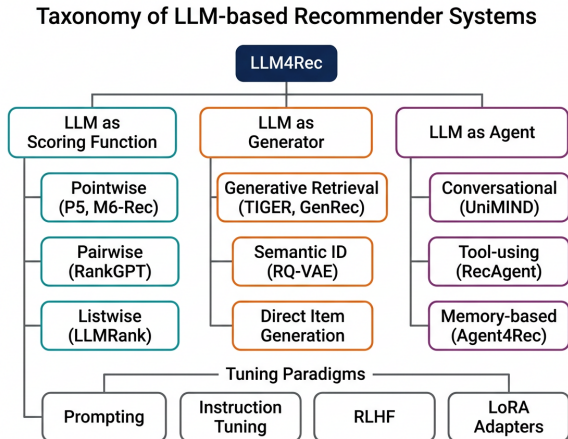 Taxonomy of LLM-based Recommender Systems
LLM4Rec
LLM as
Scoring Function
Pointwise
(P5, M6-Rec)
Pairwise
(RankGPT)
Listwise
(LLMRank)
LLM as
Generator
Generative Retrieval
(TIGER, GenRec)
Semantic ID
(RQ-VAE)
Direct Item
Generation
LLM as Agent
Conversational
(UniMIND)
Tool-using
(RecAgent)
Memory-based
(Agent4Rec)
Tuning Paradigms
Prompting
Instruction
Tuning
RLHF
LoRA
Adapters